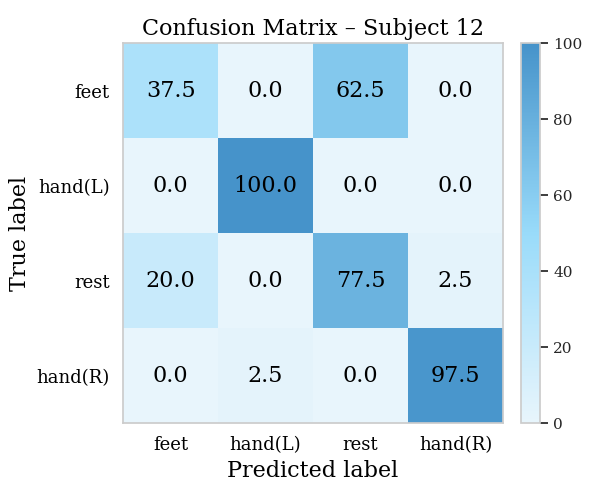 Confusion Matrix – Subject 12
True label
feet 37.5 0.0 62.5 0.0
hand(L) 0.0 100.0 0.0 0.0
rest 20.0 0.0 77.5 2.5
hand(R) 0.0 2.5 0.0 97.5
feet hand(L) rest hand(R)
Predicted label
100
80
60
40
20
0